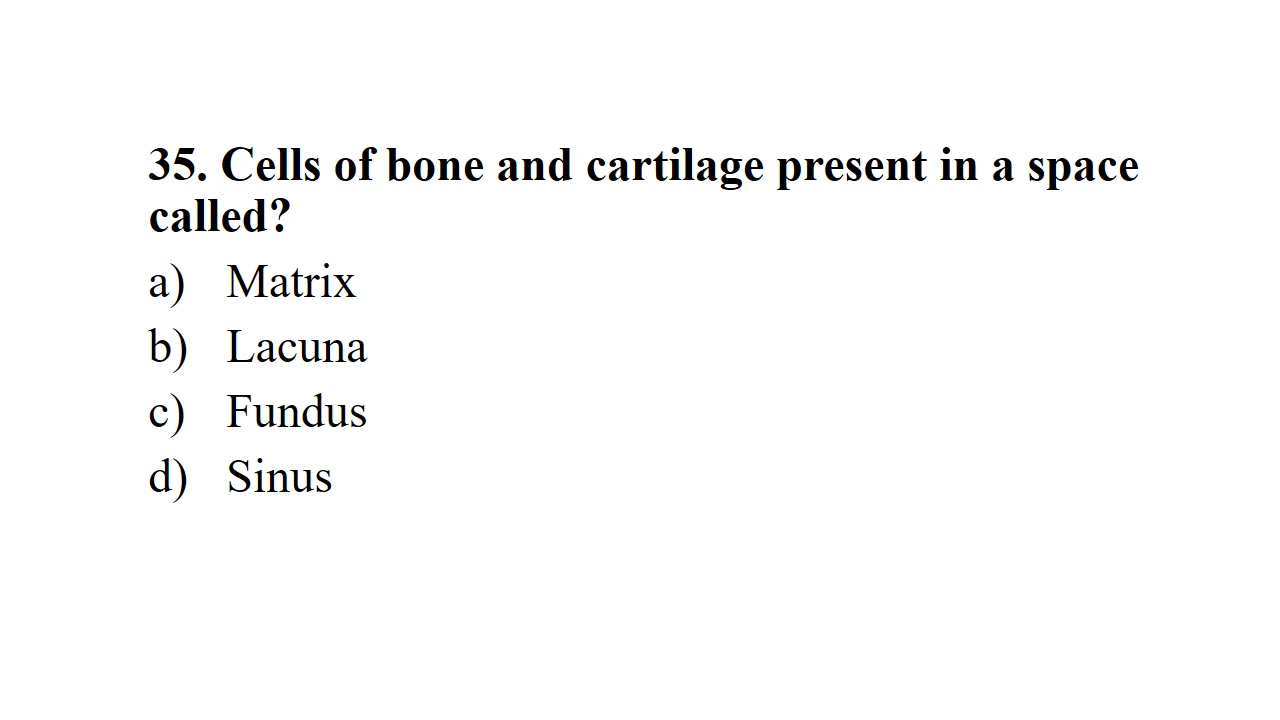 35. Cells of bone and cartilage present in a space
called?
a) Matrix
b) Lacuna
c) Fundus
d) Sinus